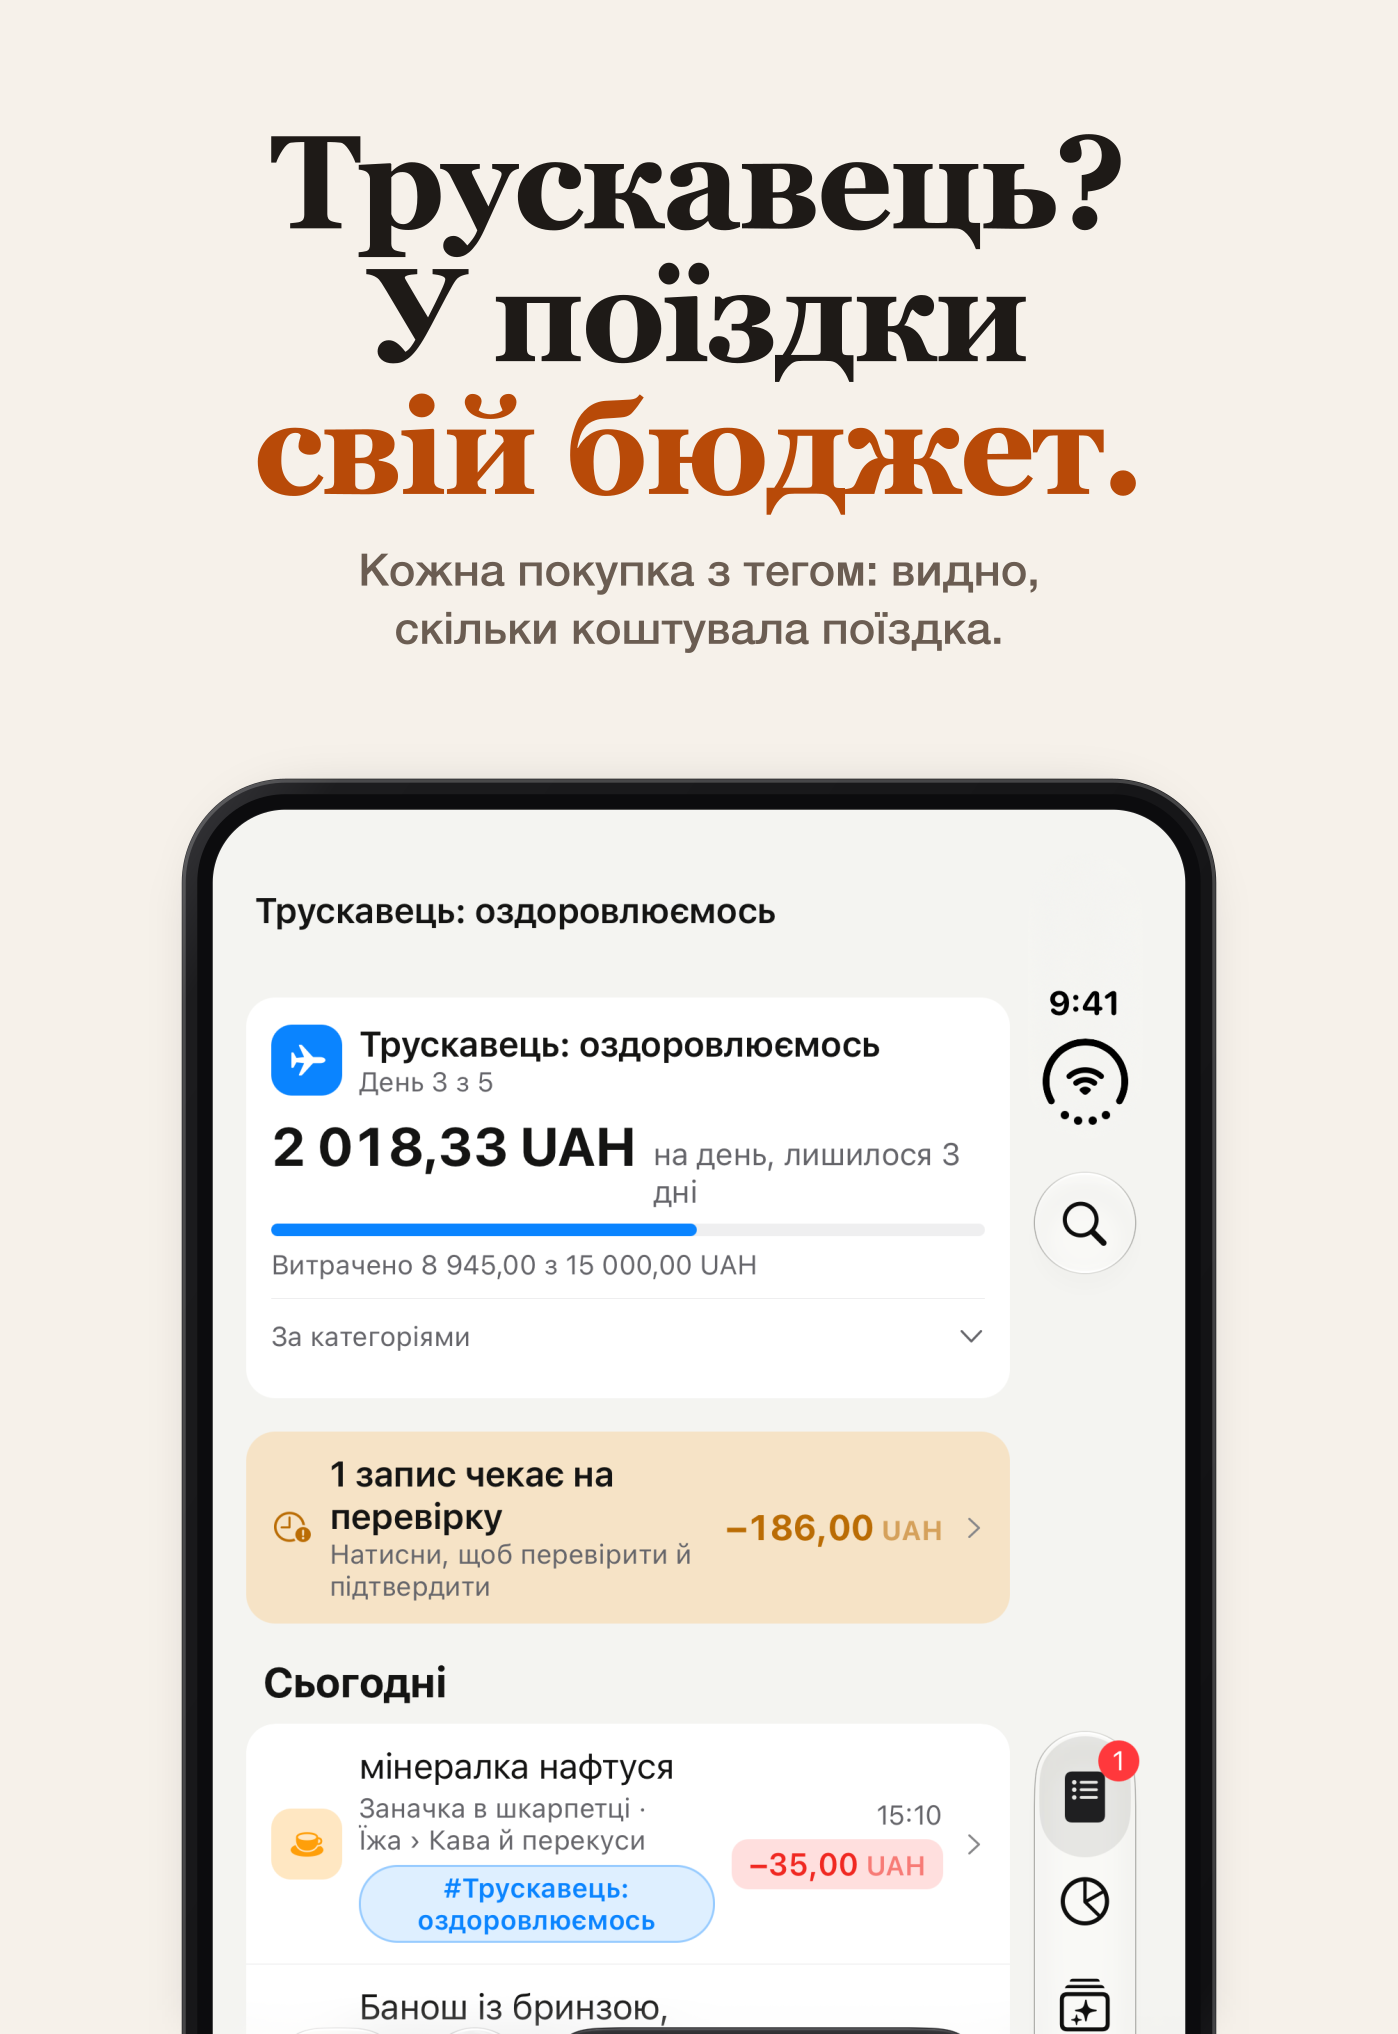 Трускавець?
У поїздки
свій бюджет.
Кожна покупка з тегом: видно,
скільки коштувала поїздка.
Трускавець: оздоровлюємось
9:41
Трускавець: оздоровлюємось
День 3 з 5
2 018,33 UAH на день, лишилося 3
дні
Витрачено 8 945,00 з 15 000,00 UAH
За категоріями
1 запис чекає на
перевірку
Натисни, щоб перевірити й
підтвердити
−186,00 UAH
Сьогодні
мінералка нафтуся
Заначка в шкарпетці ·
Їжа › Кава й перекуси
#Трускавець:
оздоровлюємось
15:10
−35,00 UAH
1
Банош із бринзою,